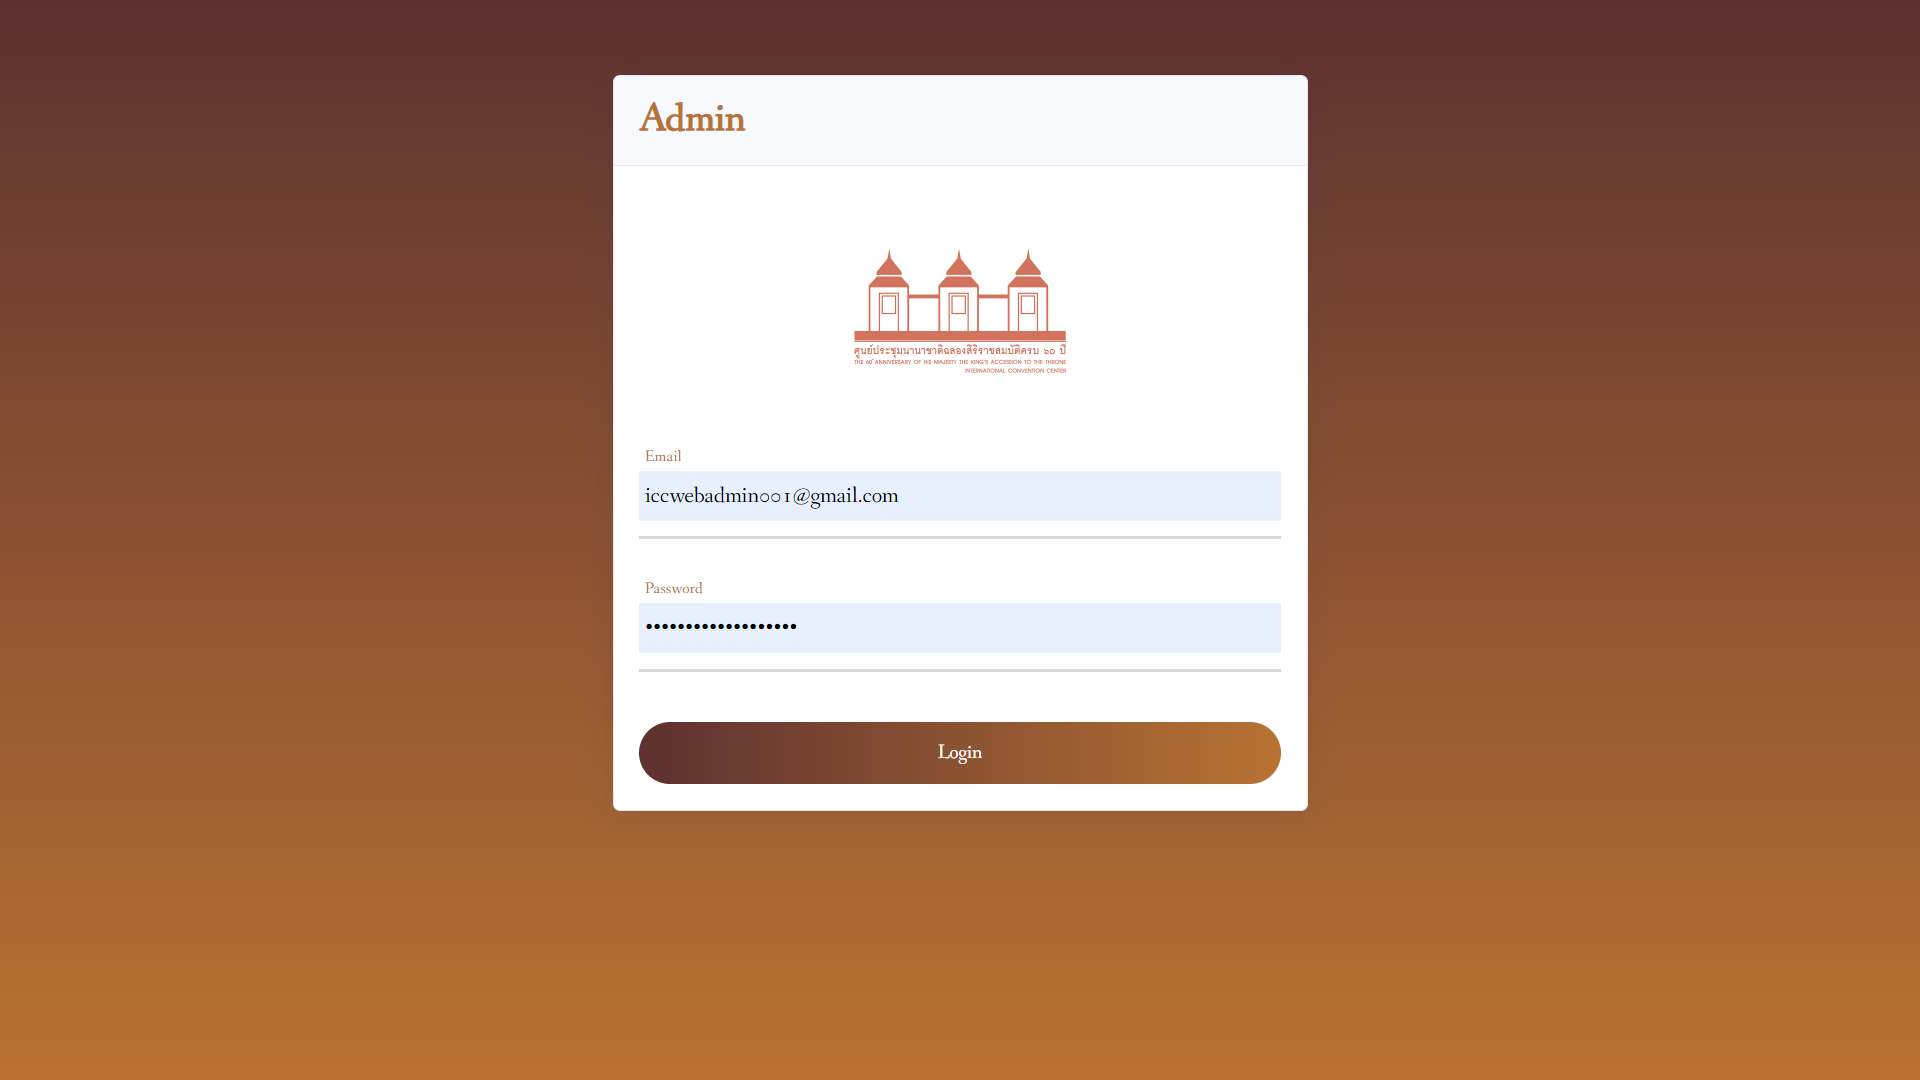 Admin
ศูนย์ประชุมนานาชาติฉลองสิริราชสมบัติครบ ๖๐ ปี
THE 60th ANNIVERSARY OF HIS MAJESTY THE KING'S ACCESSION TO THE THRONE
INTERNATIONAL CONVENTION CENTER
Email
iccwebadmin001@gmail.com
Password
•••••••••••••••••••
Login